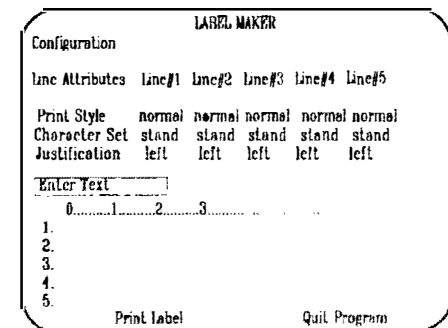 LABEL MAKER
Configuration
Line Attributes Line#1 Line#2 Line#3 Line#4 Line#5
Print Style normal normal normal normal normal
Character Set stand stand stand stand stand
Justification left left left left left
Enter Text
0.........1.........2.........3.........
1.
2.
3.
4.
5.
Print Label Quit Program